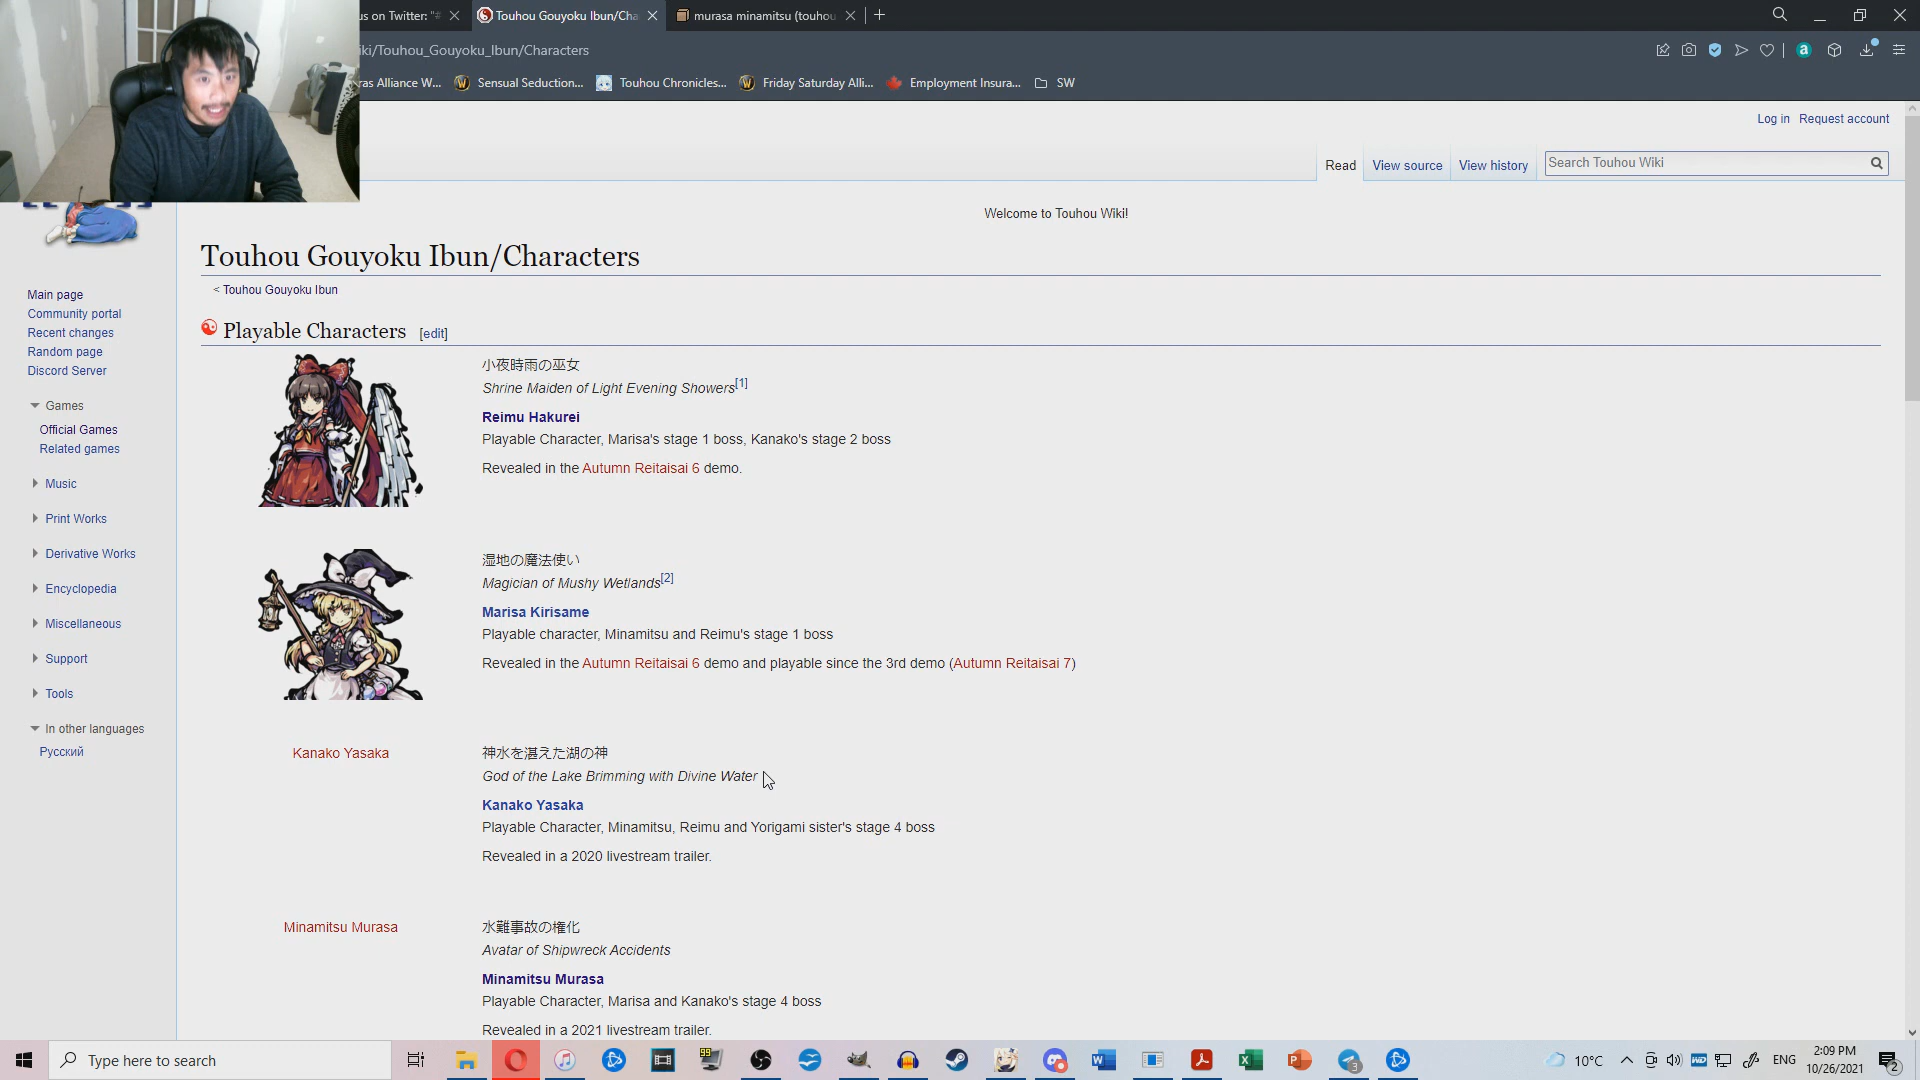 us on Twitter: "#
Touhou Gouyoku Ibun/Cha
murasa minamitsu (touhou
iki/Touhou_Gouyoku_Ibun/Characters
ras Alliance W...
Sensual Seduction...
Touhou Chronicles...
Friday Saturday Alli...
Employment Insura...
SW
Log in Request account
Read View source View history Search Touhou Wiki
Welcome to Touhou Wiki!
Touhou Gouyoku Ibun/Characters
< Touhou Gouyoku Ibun
Main page
Community portal
Recent changes
Random page
Discord Server
Games
Official Games
Related games
Music
Print Works
Derivative Works
Encyclopedia
Miscellaneous
Support
Tools
In other languages
Русский
Playable Characters [edit]
小夜時雨の巫女
Shrine Maiden of Light Evening Showers[1]
Reimu Hakurei
Playable Character, Marisa's stage 1 boss, Kanako's stage 2 boss
Revealed in the Autumn Reitaisai 6 demo.
湿地の魔法使い
Magician of Mushy Wetlands[2]
Marisa Kirisame
Playable character, Minamitsu and Reimu's stage 1 boss
Revealed in the Autumn Reitaisai 6 demo and playable since the 3rd demo (Autumn Reitaisai 7)
Kanako Yasaka
神水を湛えた湖の神
God of the Lake Brimming with Divine Water
Kanako Yasaka
Playable Character, Minamitsu, Reimu and Yorigami sister's stage 4 boss
Revealed in a 2020 livestream trailer.
Minamitsu Murasa
水難事故の権化
Avatar of Shipwreck Accidents
Minamitsu Murasa
Playable Character, Marisa and Kanako's stage 4 boss
Revealed in a 2021 livestream trailer.
Type here to search
99
3
10°C
WD
ENG
2:09 PM
10/26/2021
2